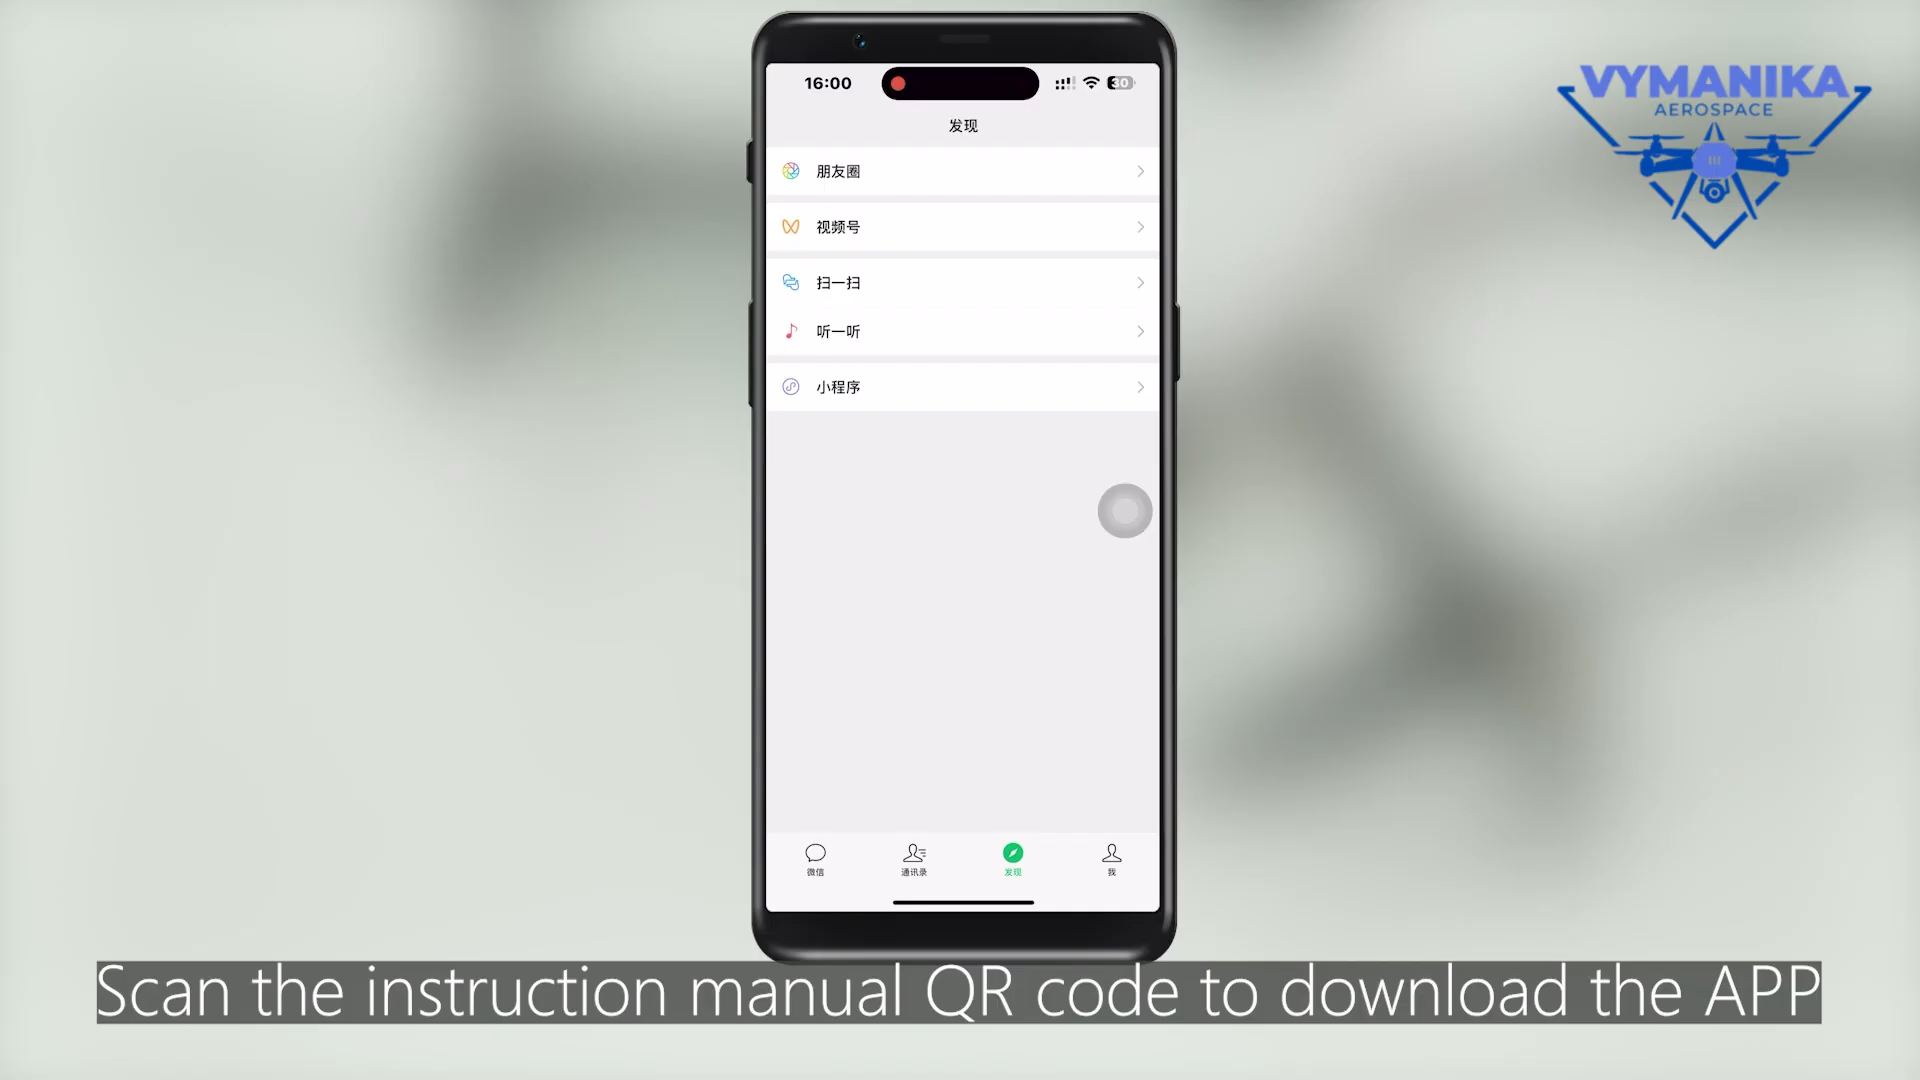 16:00
30
发现
朋友圈
视频号
扫一扫
听一听
小程序
微信
通讯录
发现
我
VYMANIKA
AEROSPACE
Scan the instruction manual QR code to download the APP